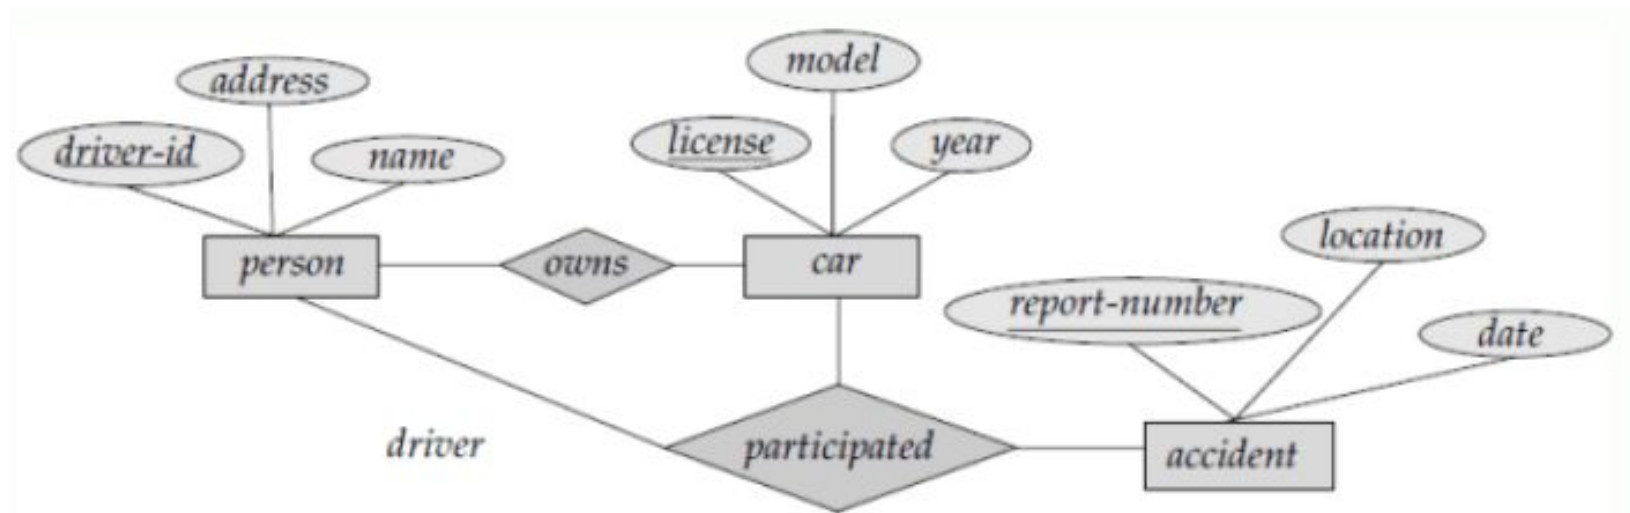 model
address
license
year
driver-id
name
location
person
owns
car
report-number
date
driver
participated
accident